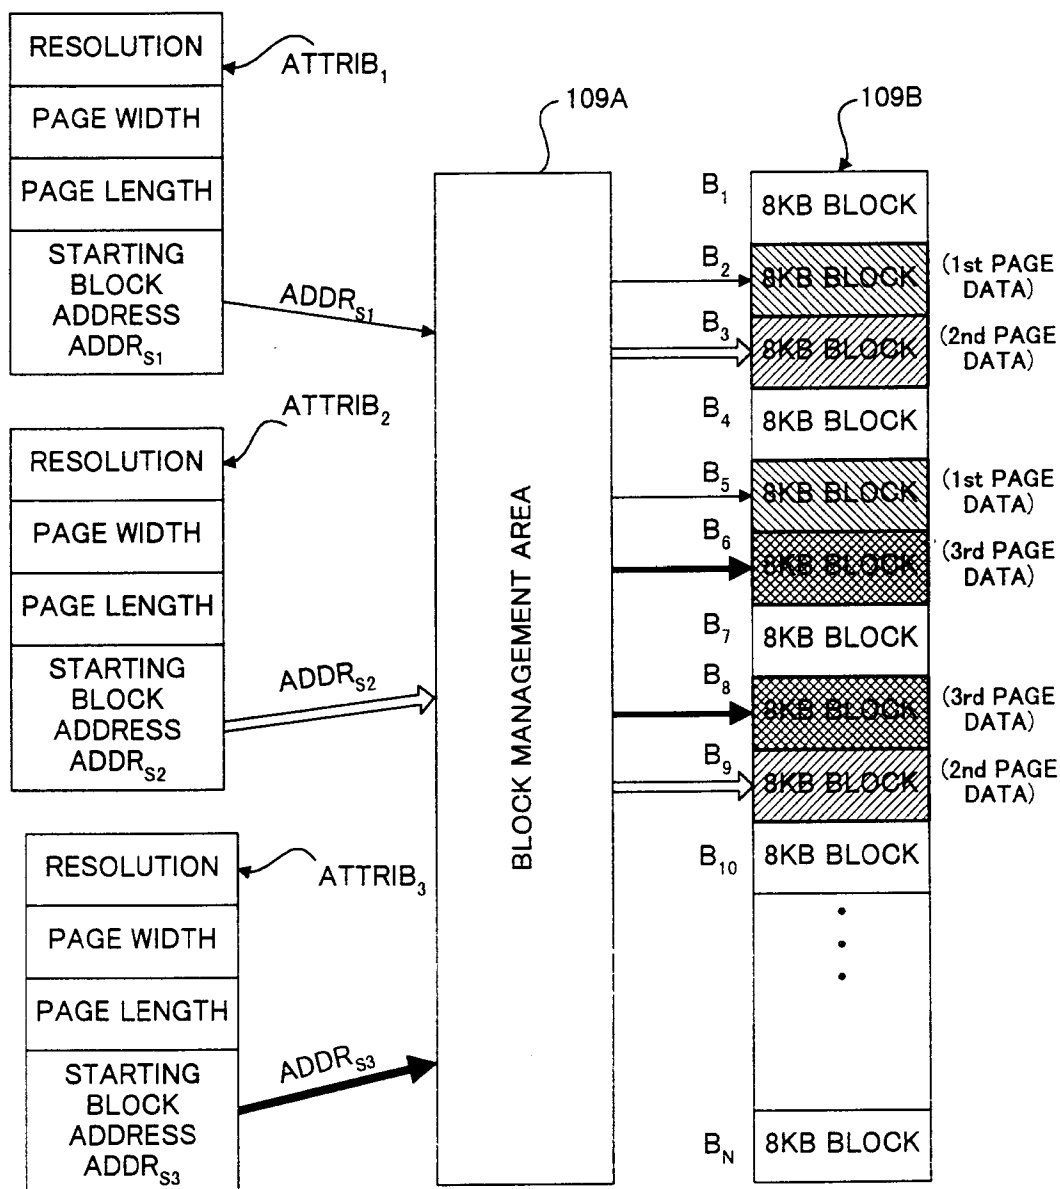 RESOLUTION
ATTRIB1
PAGE WIDTH
PAGE LENGTH
STARTING
BLOCK
ADDRESS
ADDRS1
ADDRS1
RESOLUTION
ATTRIB2
PAGE WIDTH
PAGE LENGTH
STARTING
BLOCK
ADDRESS
ADDRS2
ADDRS2
RESOLUTION
ATTRIB3
PAGE WIDTH
PAGE LENGTH
STARTING
BLOCK
ADDRESS
ADDRS3
ADDRS3
109A
BLOCK MANAGEMENT AREA
109B
B1
8KB BLOCK
B2
8KB BLOCK
(1st PAGE
DATA)
B3
8KB BLOCK
(2nd PAGE
DATA)
B4
8KB BLOCK
B5
8KB BLOCK
(1st PAGE
DATA)
B6
8KB BLOCK
(3rd PAGE
DATA)
B7
8KB BLOCK
B8
8KB BLOCK
(3rd PAGE
DATA)
B9
8KB BLOCK
(2nd PAGE
DATA)
B10
8KB BLOCK
BN
8KB BLOCK